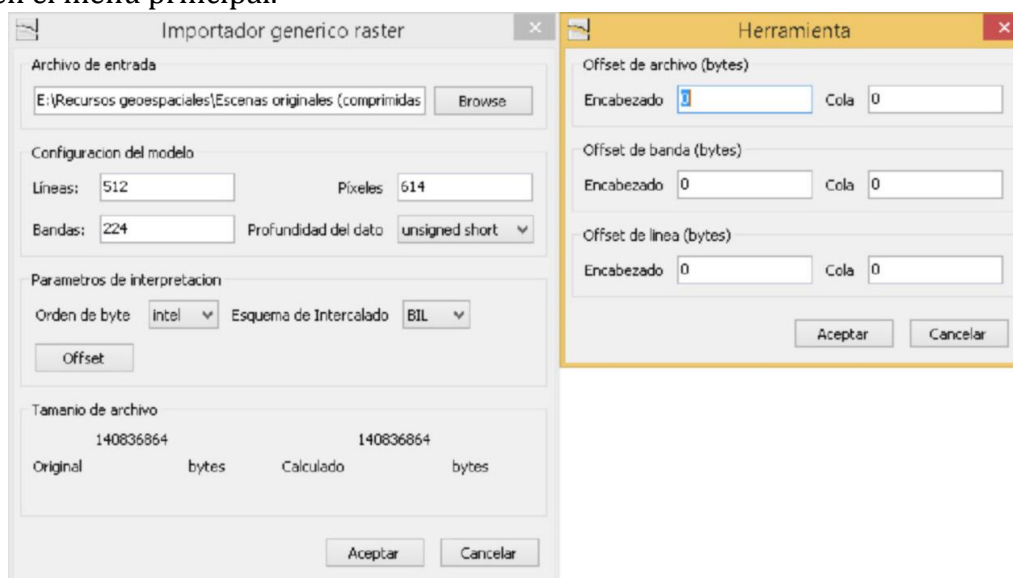 en el menú principal.
Importador generico raster
Archivo de entrada
E:\Recursos geoespaciales\Escenas originales (comprimidas
Browse
Configuracion del modelo
Líneas: 512 Píxeles 614
Bandas: 224 Profundidad del dato unsigned short
Parametros de interpretacion
Orden de byte intel Esquema de Intercalado BIL
Offset
Tamanio de archivo
140836864 140836864
Original bytes Calculado bytes
Aceptar Cancelar
Herramienta
Offset de archivo (bytes)
Encabezado 0 Cola 0
Offset de banda (bytes)
Encabezado 0 Cola 0
Offset de linea (bytes)
Encabezado 0 Cola 0
Aceptar Cancelar